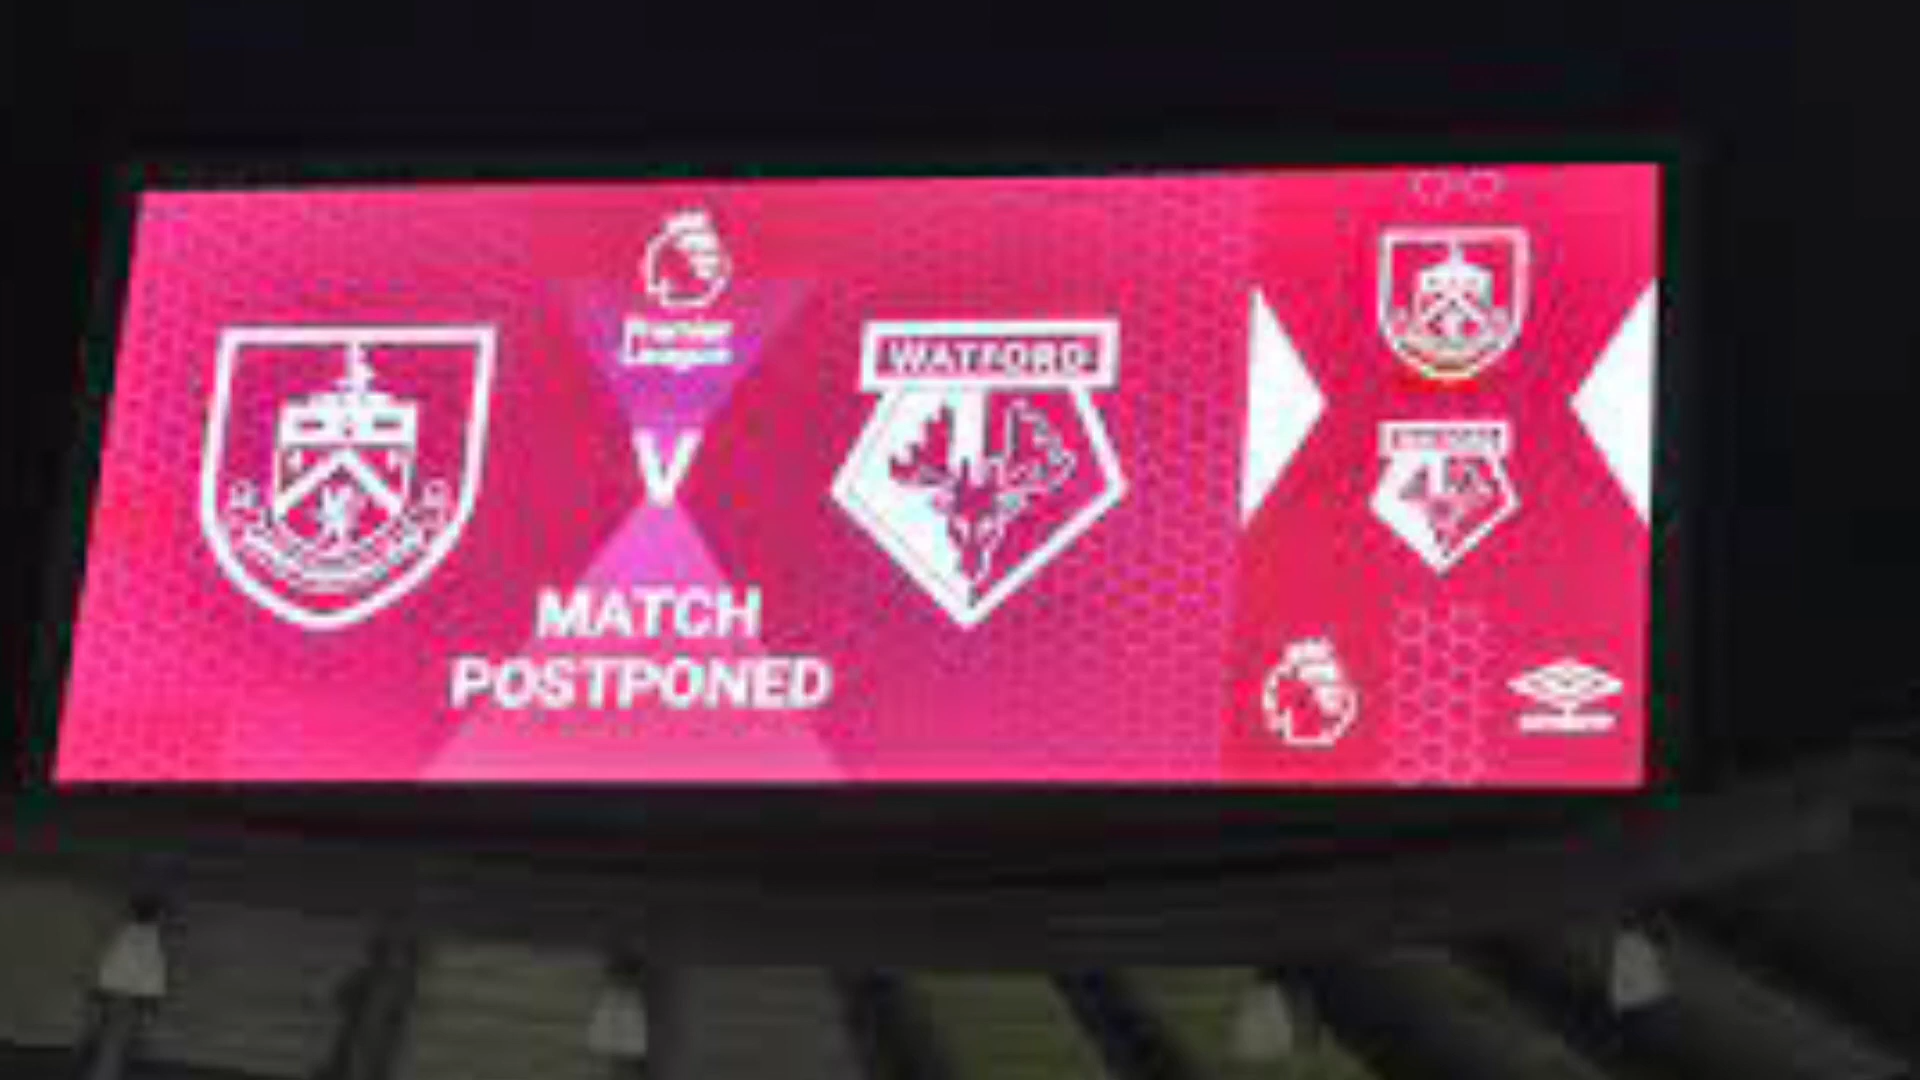 Premier
League
WATFORD
V
MATCH
POSTPONED